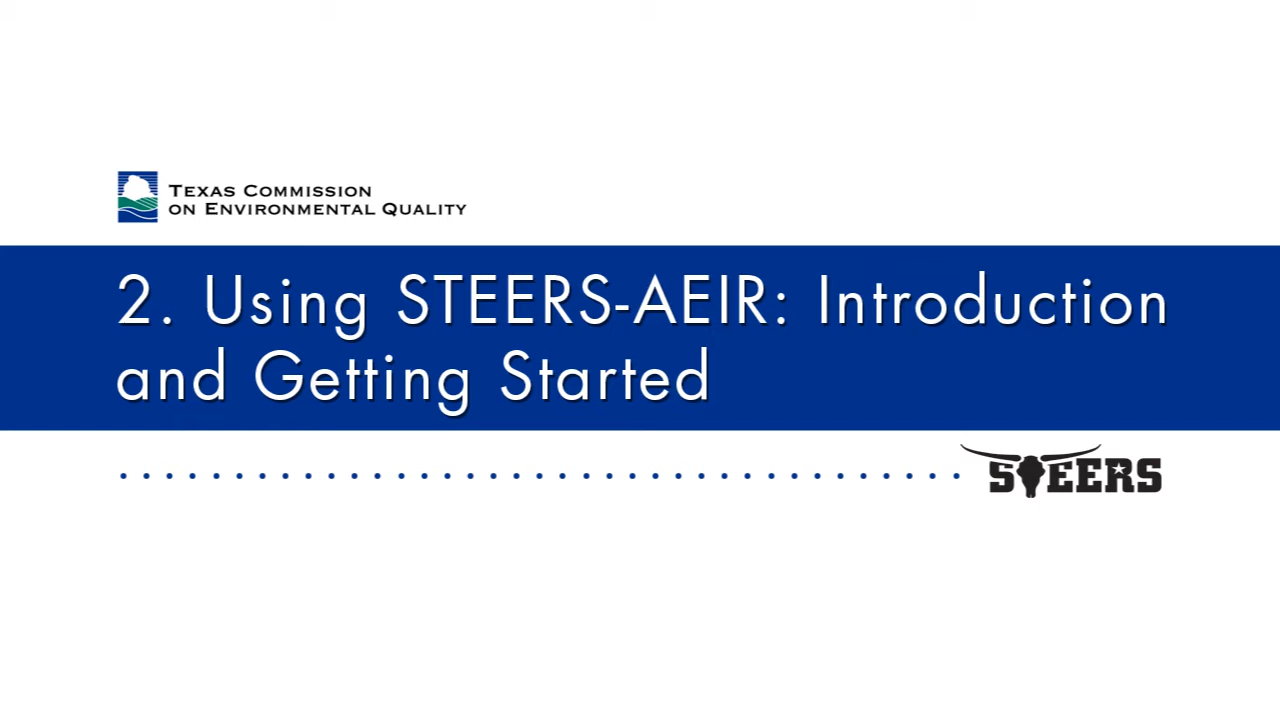 Texas Commission
on Environmental Quality
2. Using STEERS-AEIR: Introduction
and Getting Started
STEERS